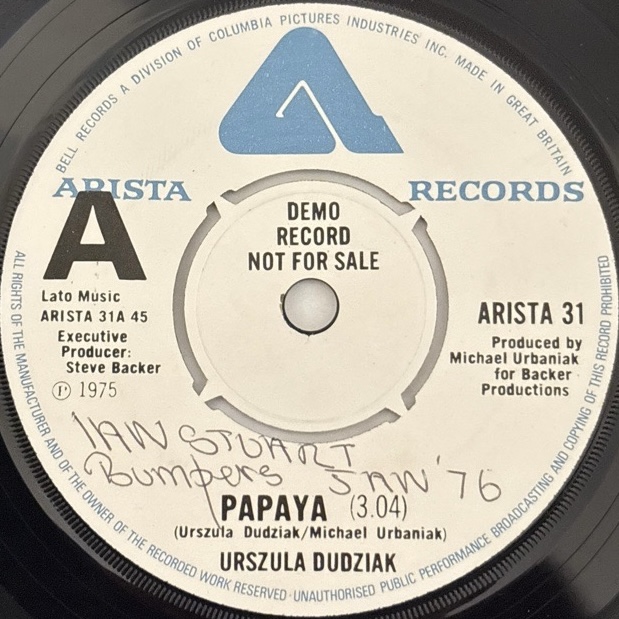 BELL RECORDS A DIVISION OF COLUMBIA PICTURES INDUSTRIES INC. MADE IN GREAT BRITAIN
ARISTA RECORDS
A
DEMO
RECORD
NOT FOR SALE
Lato Music
ARISTA 31A 45
Executive
Producer:
Steve Backer
Ⓟ 1975
ARISTA 31
Produced by
Michael Urbaniak
for Backer
Productions
IAN STUART
Bumpers JAN '76
PAPAYA (3.04)
(Urszula Dudziak/Michael Urbaniak)
URSZULA DUDZIAK
ALL RIGHTS OF THE MANUFACTURER AND OF THE OWNER OF THE RECORDED WORK RESERVED · UNAUTHORISED PUBLIC PERFORMANCE BROADCASTING AND COPYING OF THIS RECORD PROHIBITED